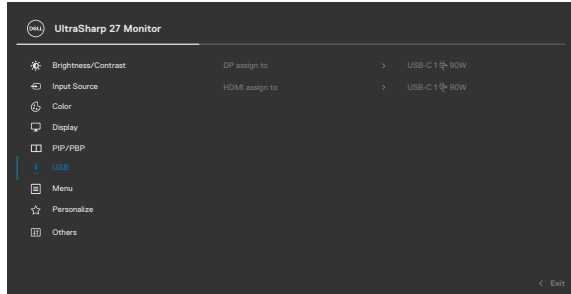 DELL UltraSharp 27 Monitor
Brightness/Contrast DP assign to > USB-C 1 90W
Input Source HDMI assign to > USB-C 1 90W
Color
Display
PIP/PBP
USB
Menu
Personalize
Others
< Exit